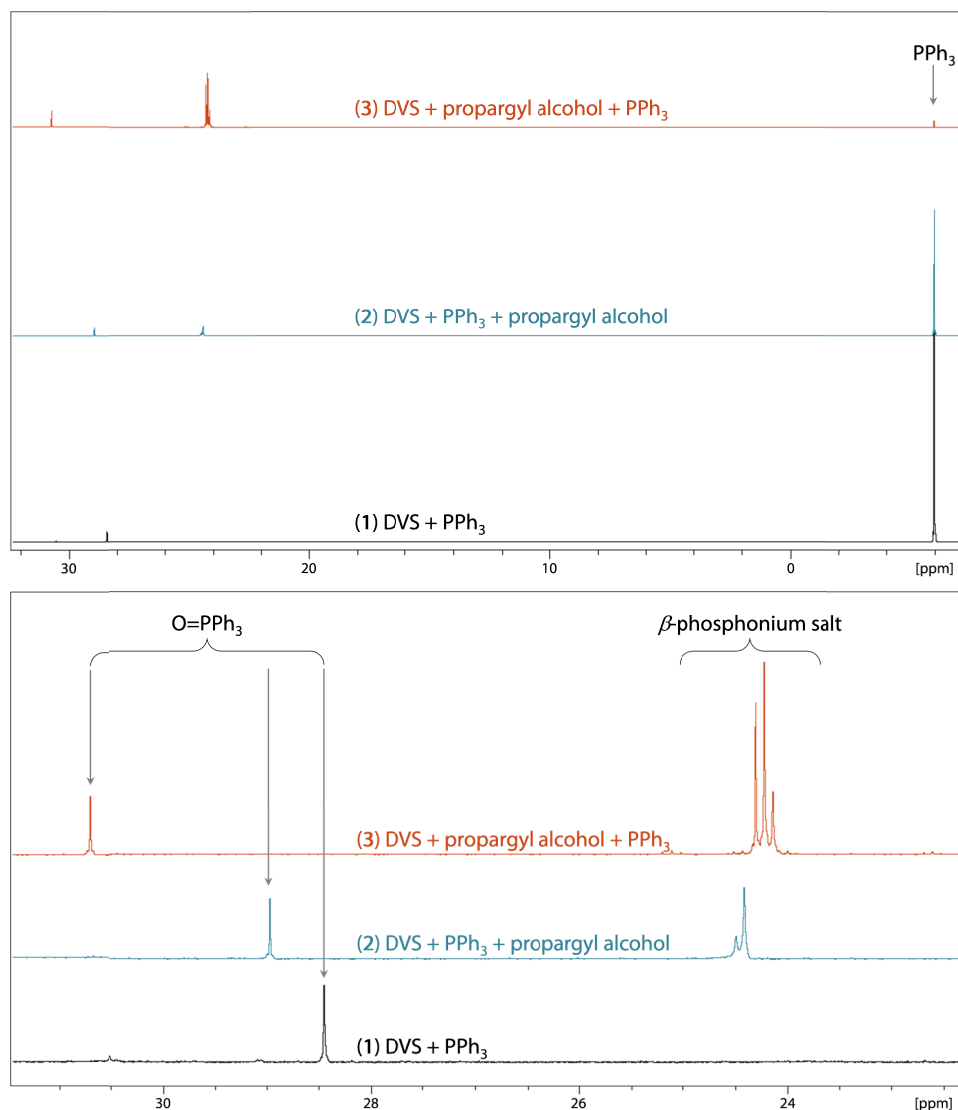 PPh₃
(3) DVS + propargyl alcohol + PPh₃
(2) DVS + PPh₃ + propargyl alcohol
(1) DVS + PPh₃
30 20 10 0 [ppm]
O=PPh₃ β-phosphonium salt
(3) DVS + propargyl alcohol + PPh₃
(2) DVS + PPh₃ + propargyl alcohol
(1) DVS + PPh₃
30 28 26 24 [ppm]